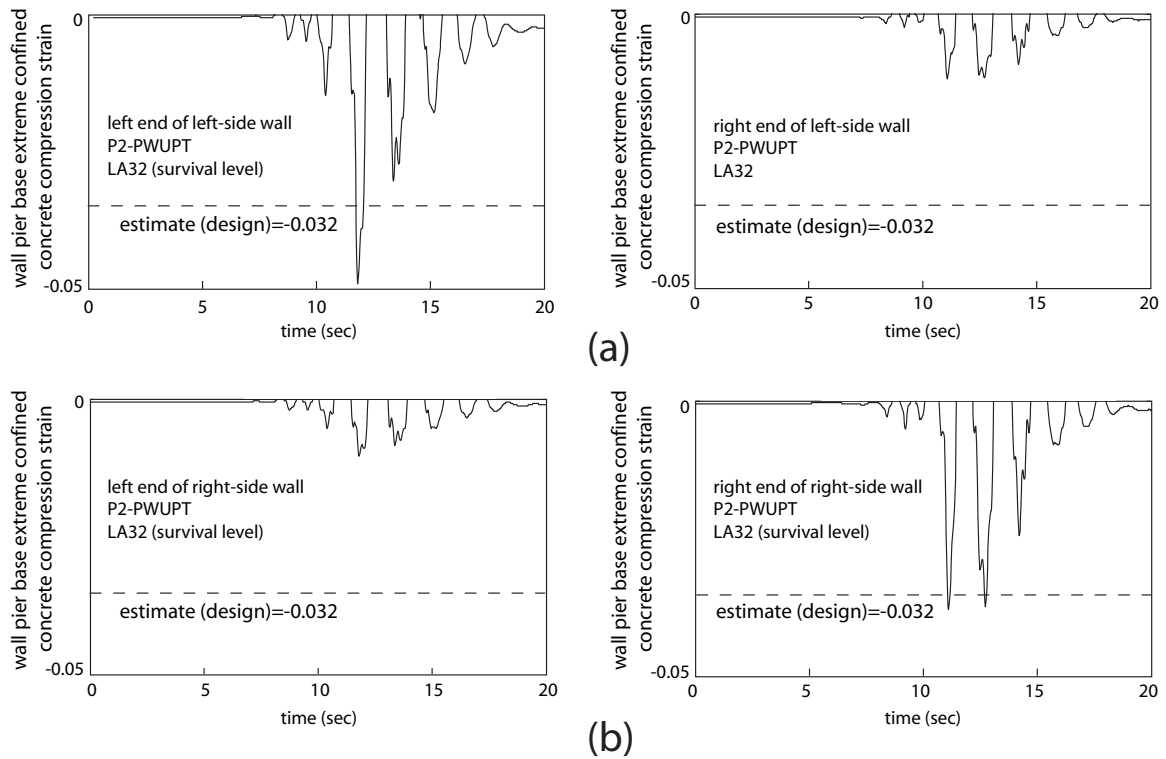 wall pier base extreme confined
concrete compression strain
0
-0.05
left end of left-side wall
P2-PWUPT
LA32 (survival level)
estimate (design)=-0.032
0
5
10
15
20
time (sec)
wall pier base extreme confined
concrete compression strain
0
-0.05
right end of left-side wall
P2-PWUPT
LA32
estimate (design)=-0.032
0
5
10
15
20
time (sec)
(a)
wall pier base extreme confined
concrete compression strain
0
-0.05
left end of right-side wall
P2-PWUPT
LA32 (survival level)
estimate (design)=-0.032
0
5
10
15
20
time (sec)
wall pier base extreme confined
concrete compression strain
0
-0.05
right end of right-side wall
P2-PWUPT
LA32 (survival level)
estimate (design)=-0.032
0
5
10
15
20
time (sec)
(b)